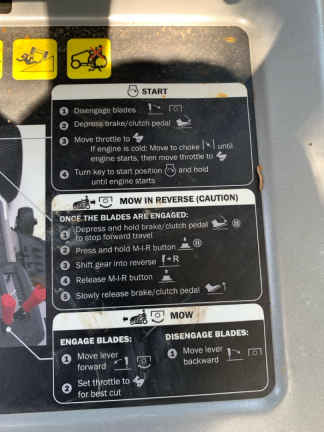 START
1 Disengage blades
2 Depress brake/clutch pedal
3 Move throttle to
If engine is cold: Move to choke until
engine starts, then move throttle to
4 Turn key to start position and hold
until engine starts
MOW IN REVERSE (CAUTION)
ONCE THE BLADES ARE ENGAGED:
1 Depress and hold brake/clutch pedal
to stop forward travel
2 Press and hold M-I-R button
3 Shift gear into reverse R
4 Release M-I-R button
5 Slowly release brake/clutch pedal
MOW
ENGAGE BLADES:
1 Move lever
forward
2 Set throttle to
for best cut
DISENGAGE BLADES:
1 Move lever
backward